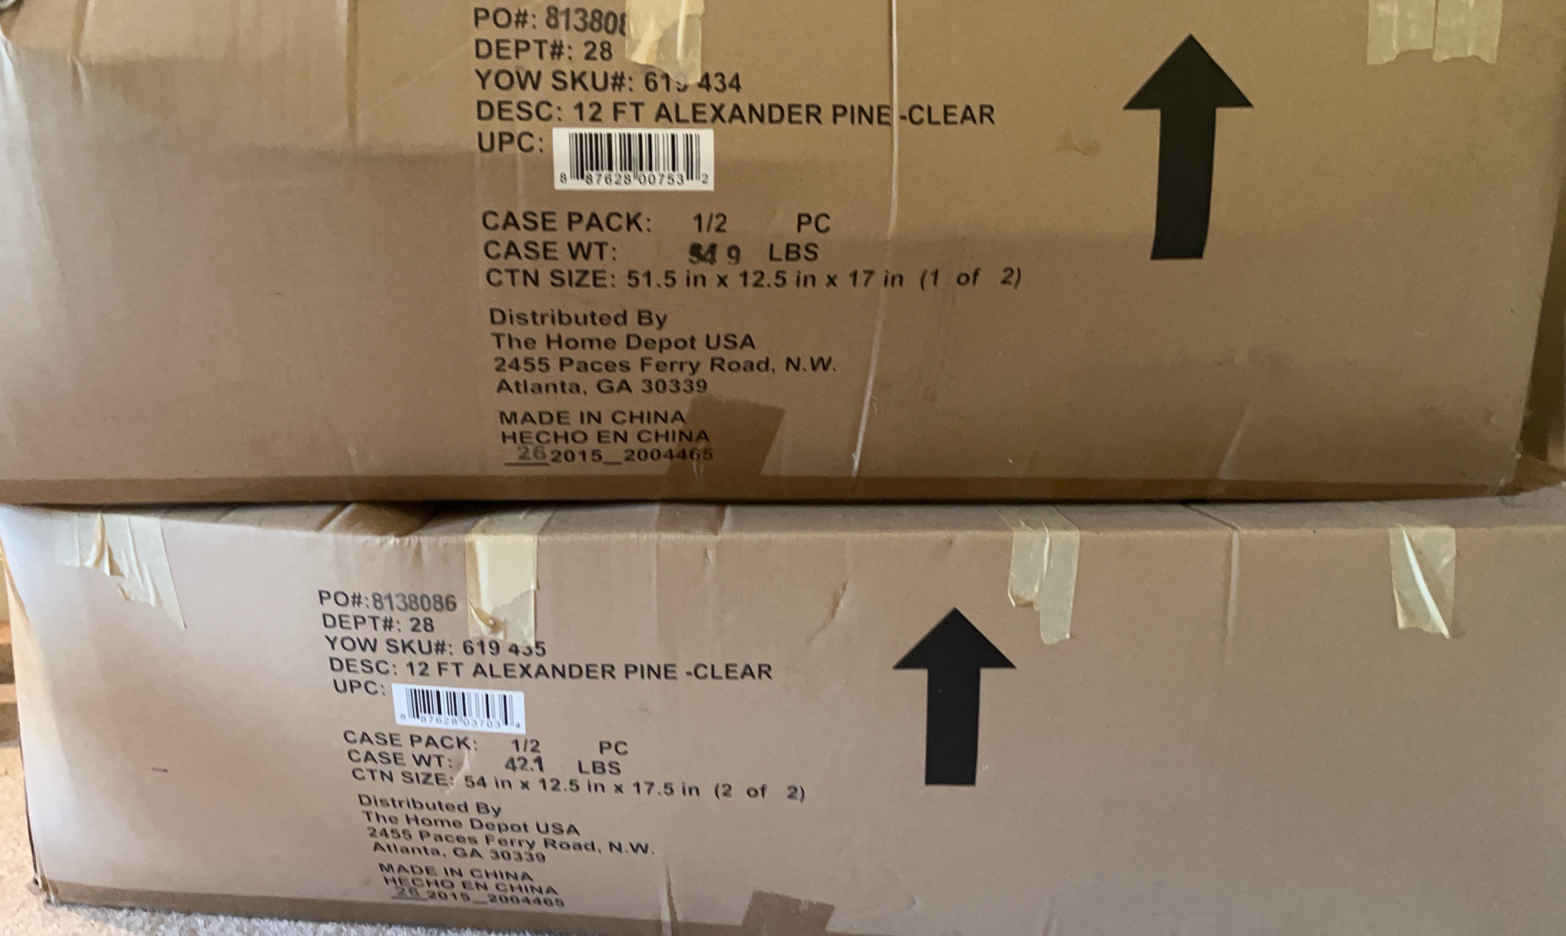 PO#: 813808
DEPT#: 28
YOW SKU#: 619 434
DESC: 12 FT ALEXANDER PINE -CLEAR
UPC:
8 87628 00753 2
CASE PACK: 1/2 PC
CASE WT: LBS
CTN SIZE: 51.5 in x 12.5 in x 17 in (1 of 2)
Distributed By
The Home Depot USA
2455 Paces Ferry Road, N.W.
Atlanta, GA 30339
MADE IN CHINA
HECHO EN CHINA
26 2015_2004465
PO#:8138086
DEPT#: 28
YOW SKU#: 619 435
DESC: 12 FT ALEXANDER PINE -CLEAR
UPC:
8 87628 03703 4
CASE PACK: 1/2 PC
CASE WT: 42.1 LBS
CTN SIZE: 54 in x 12.5 in x 17.5 in (2 of 2)
Distributed By
The Home Depot USA
2455 Paces Ferry Road, N.W.
Atlanta, GA 30339
MADE IN CHINA
HECHO EN CHINA
26 2015_2004465